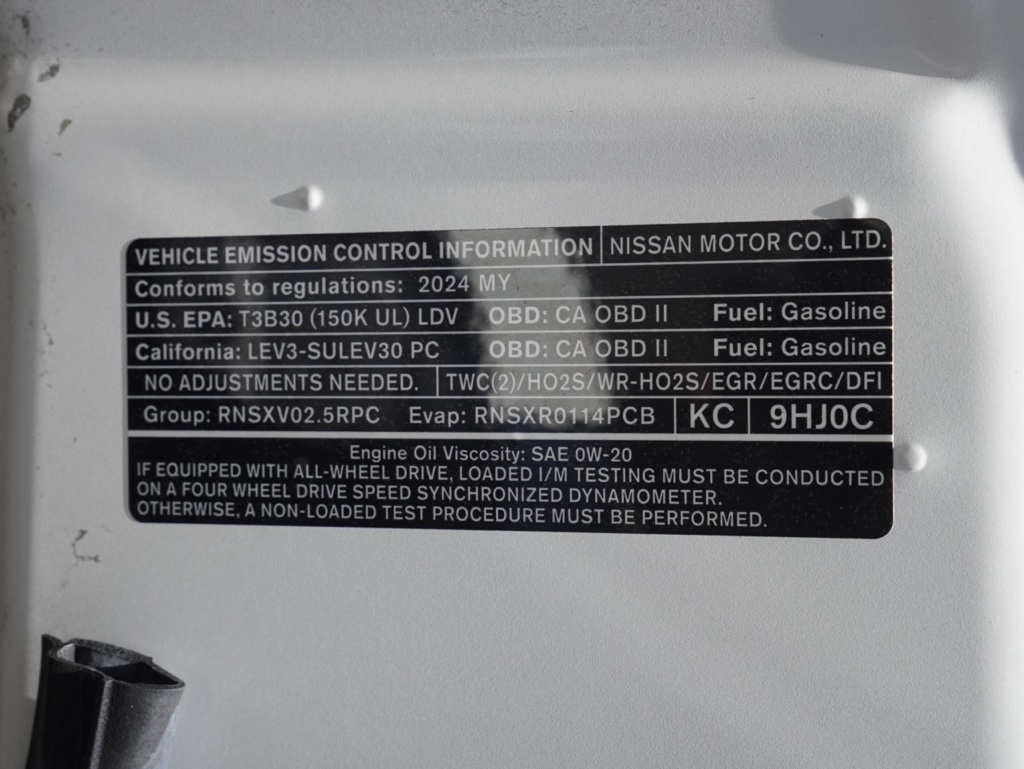 VEHICLE EMISSION CONTROL INFORMATION NISSAN MOTOR CO., LTD.
Conforms to regulations: 2024 MY
U.S. EPA: T3B30 (150K UL) LDV OBD: CA OBD II Fuel: Gasoline
California: LEV3-SULEV30 PC OBD: CA OBD II Fuel: Gasoline
NO ADJUSTMENTS NEEDED. TWC(2)/HO2S/WR-HO2S/EGR/EGRC/DFI
Group: RNSXV02.5RPC Evap: RNSXR0114PCB KC 9HJ0C
Engine Oil Viscosity: SAE 0W-20
IF EQUIPPED WITH ALL-WHEEL DRIVE, LOADED I/M TESTING MUST BE CONDUCTED
ON A FOUR WHEEL DRIVE SPEED SYNCHRONIZED DYNAMOMETER.
OTHERWISE, A NON-LOADED TEST PROCEDURE MUST BE PERFORMED.